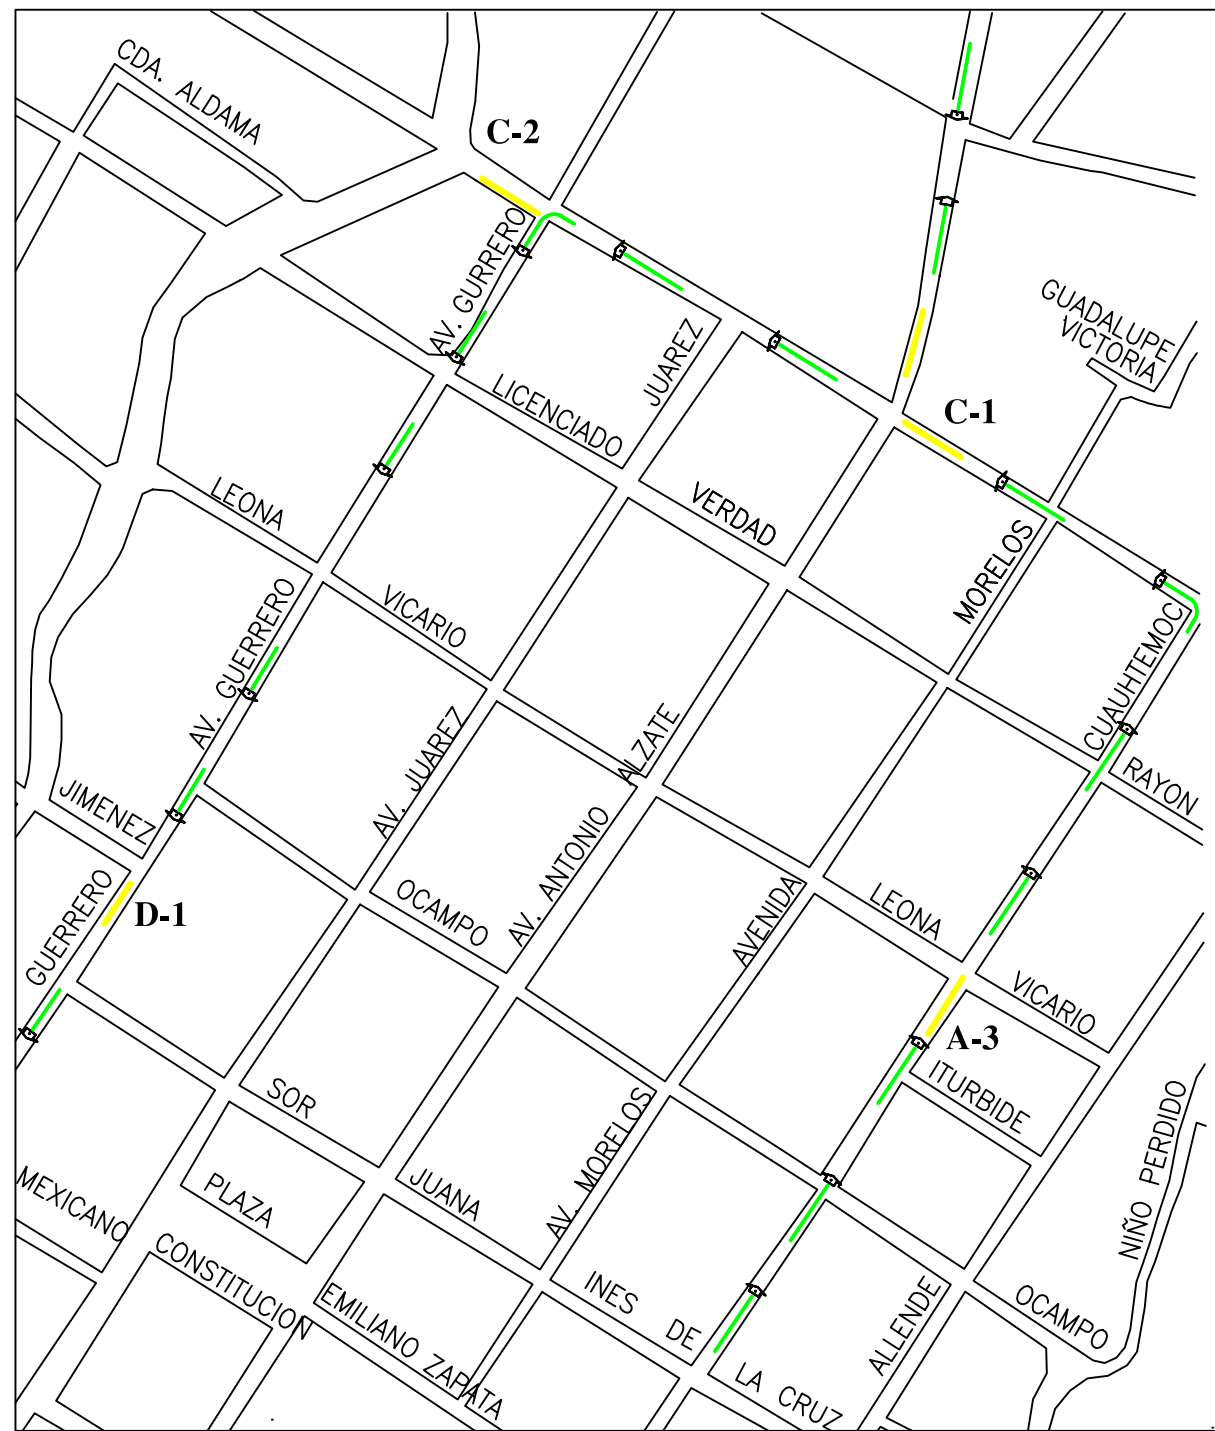 CDA. ALDAMA
C-2
AV. GURRERO
JUAREZ
GUADALUPE
VICTORIA
LICENCIADO
C-1
LEONA
VERDAD
MORELOS
VICARIO
AV. GUERRERO
CUAUHTEMOC
AV. JUAREZ
ALZATE
RAYON
JIMENEZ
AV. ANTONIO
GUERRERO
D-1
OCAMPO
AVENIDA
LEONA
VICARIO
A-3
SOR
ITURBIDE
NIÑO PERDIDO
MEXICANO
PLAZA
JUANA
AV. MORELOS
CONSTITUCION
INES
DE
ALLENDE
OCAMPO
EMILIANO ZAPATA
LA CRUZ